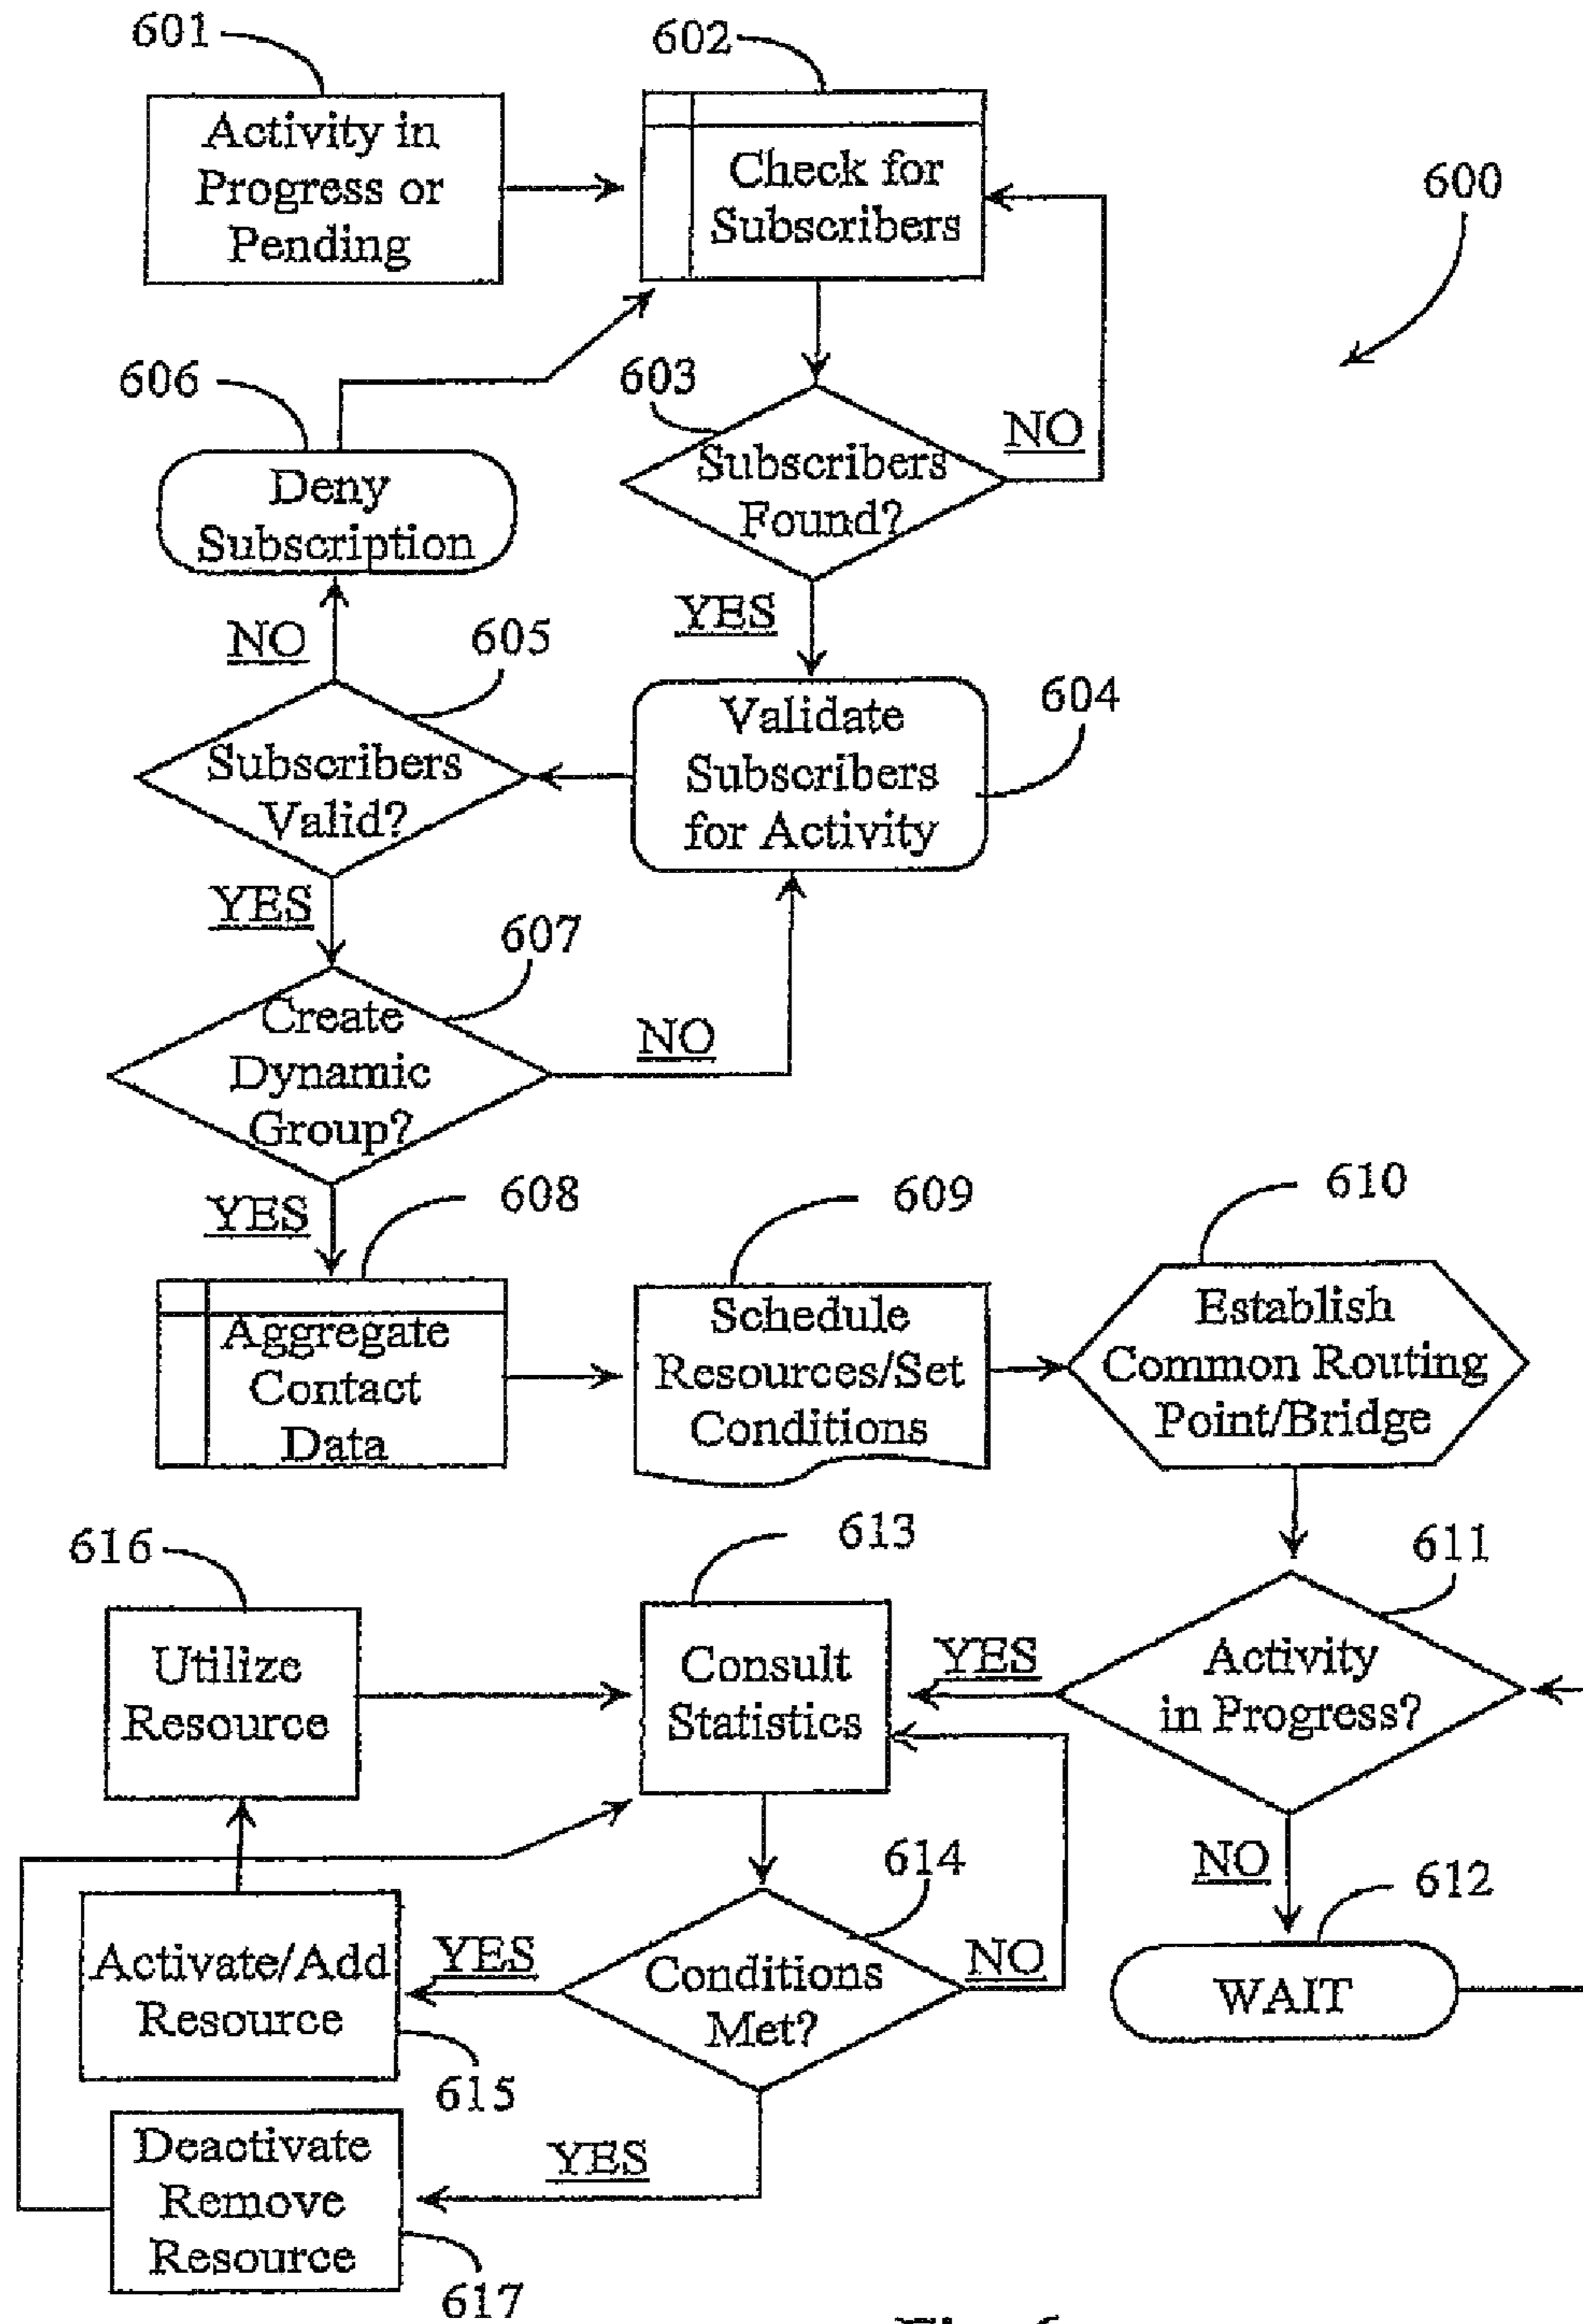 601
602
Activity in
Progress or
Pending
Check for
Subscribers
600
606
603
NO
Deny
Subscription
Subscribers
Found?
NO
605
YES
604
Subscribers
Valid?
Validate
Subscribers
for Activity
YES
607
Create
Dynamic
Group?
NO
YES
608
609
610
Aggregate
Contact
Data
Schedule
Resources/Set
Conditions
Establish
Common Routing
Point/Bridge
616
613
611
Utilize
Resource
Consult
Statistics
YES
Activity
in Progress?
614
NO
612
Activate/Add
Resource
YES
Conditions
Met?
NO
WAIT
615
Deactivate
Remove
Resource
YES
617